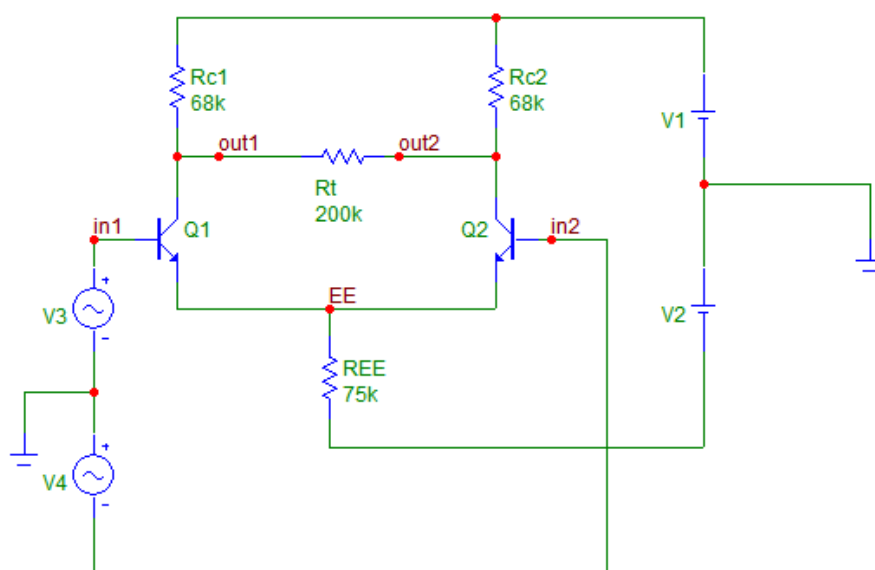 Rc1
68k
Rc2
68k
V1
out1
out2
Rt
200k
in1
Q1
Q2
in2
EE
V3
+
-
V2
REE
75k
V4
+
-